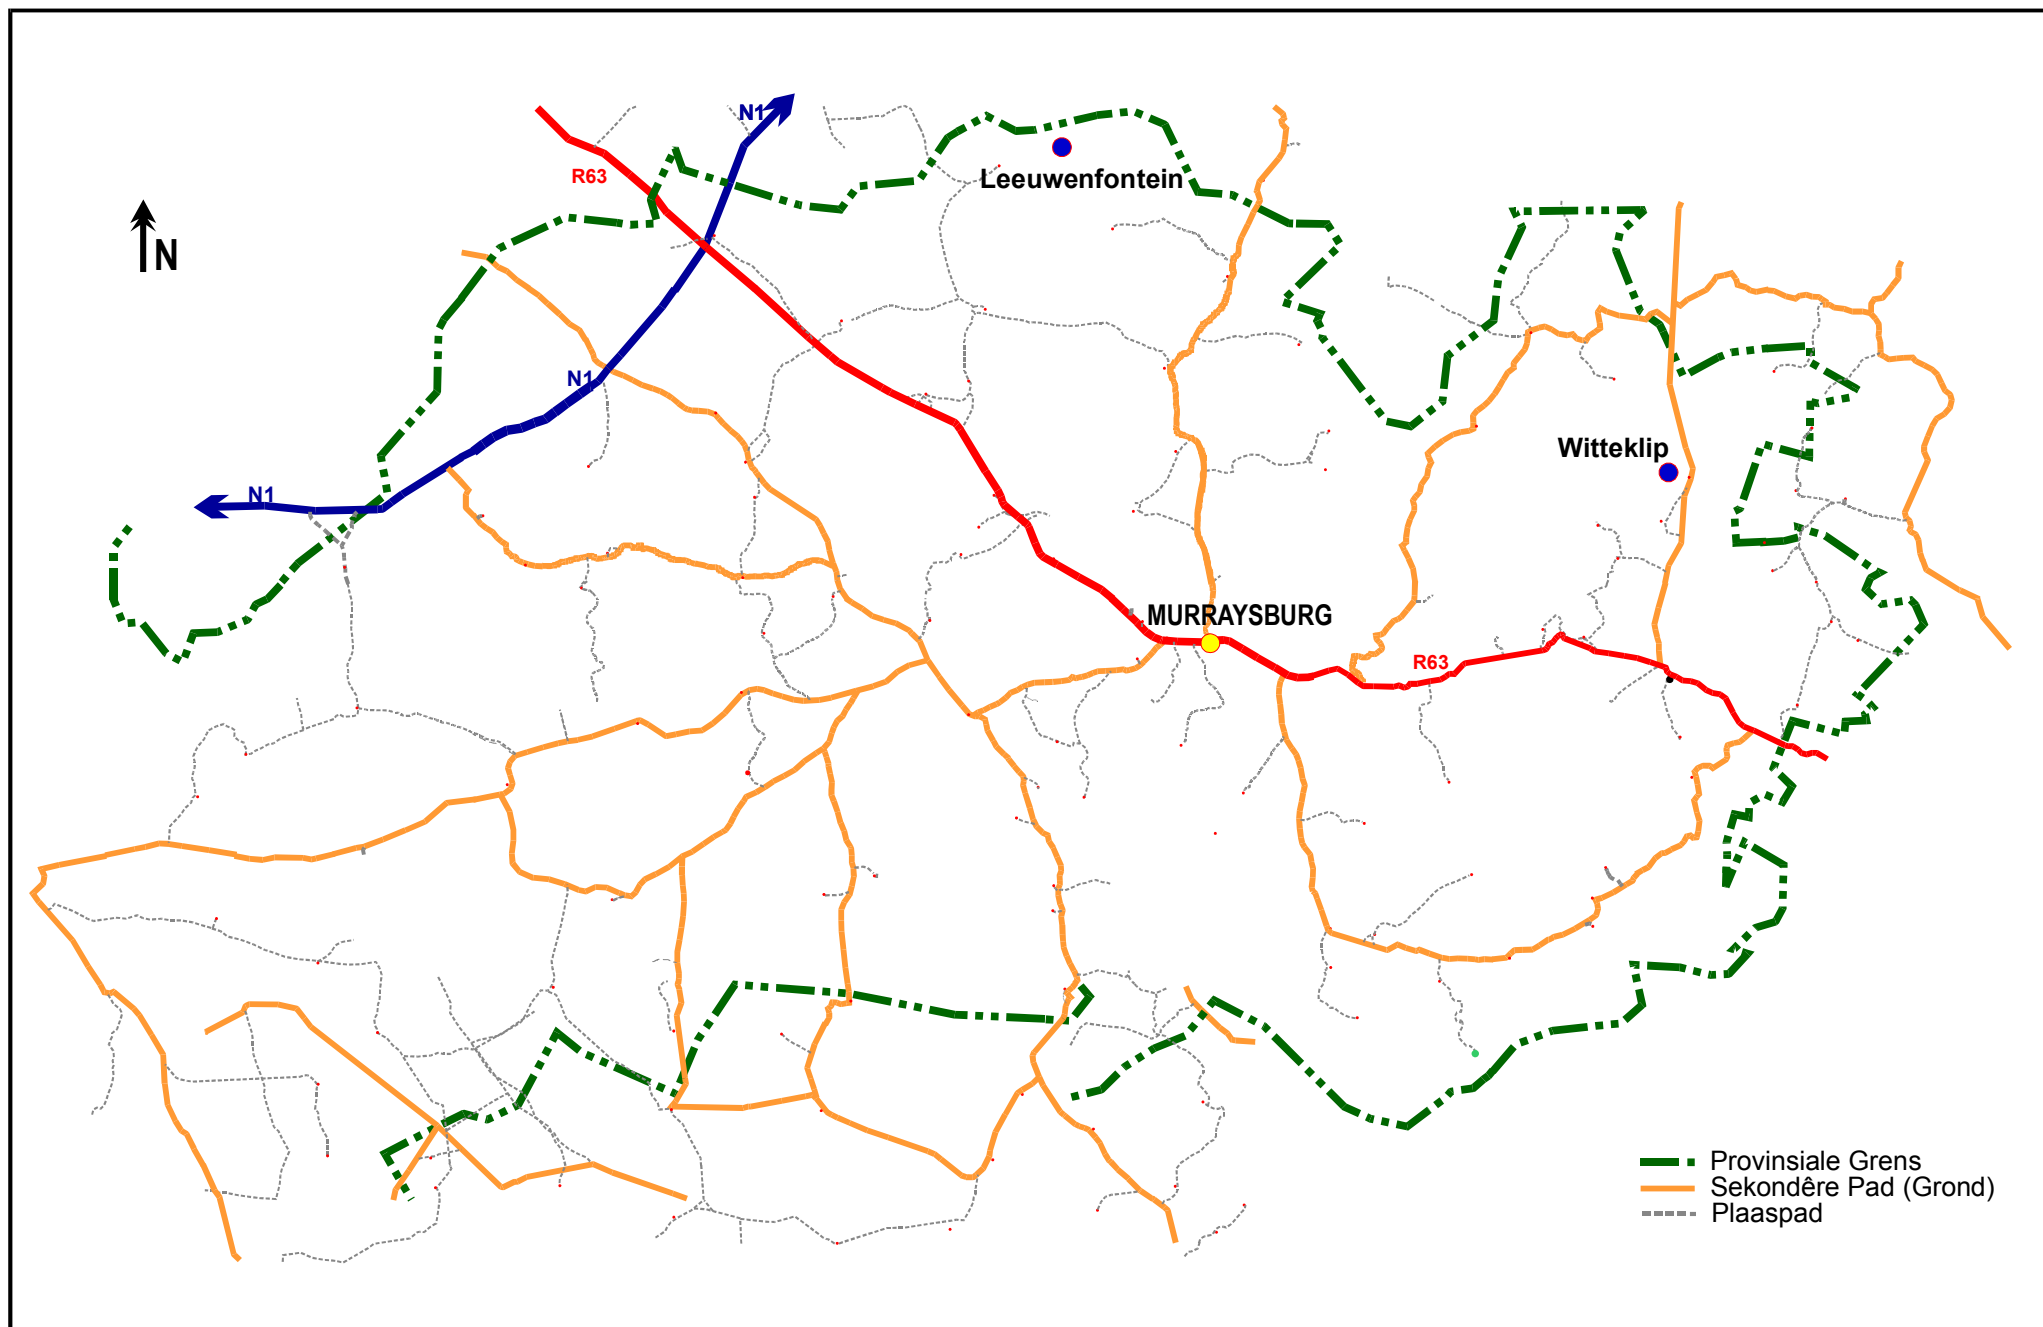 N1
R63
Leeuwenfontein
N
N1
Witteklip
N1
MURRAYSBURG
R63
Provinsiale Grens
Sekondêre Pad (Grond)
Plaaspad